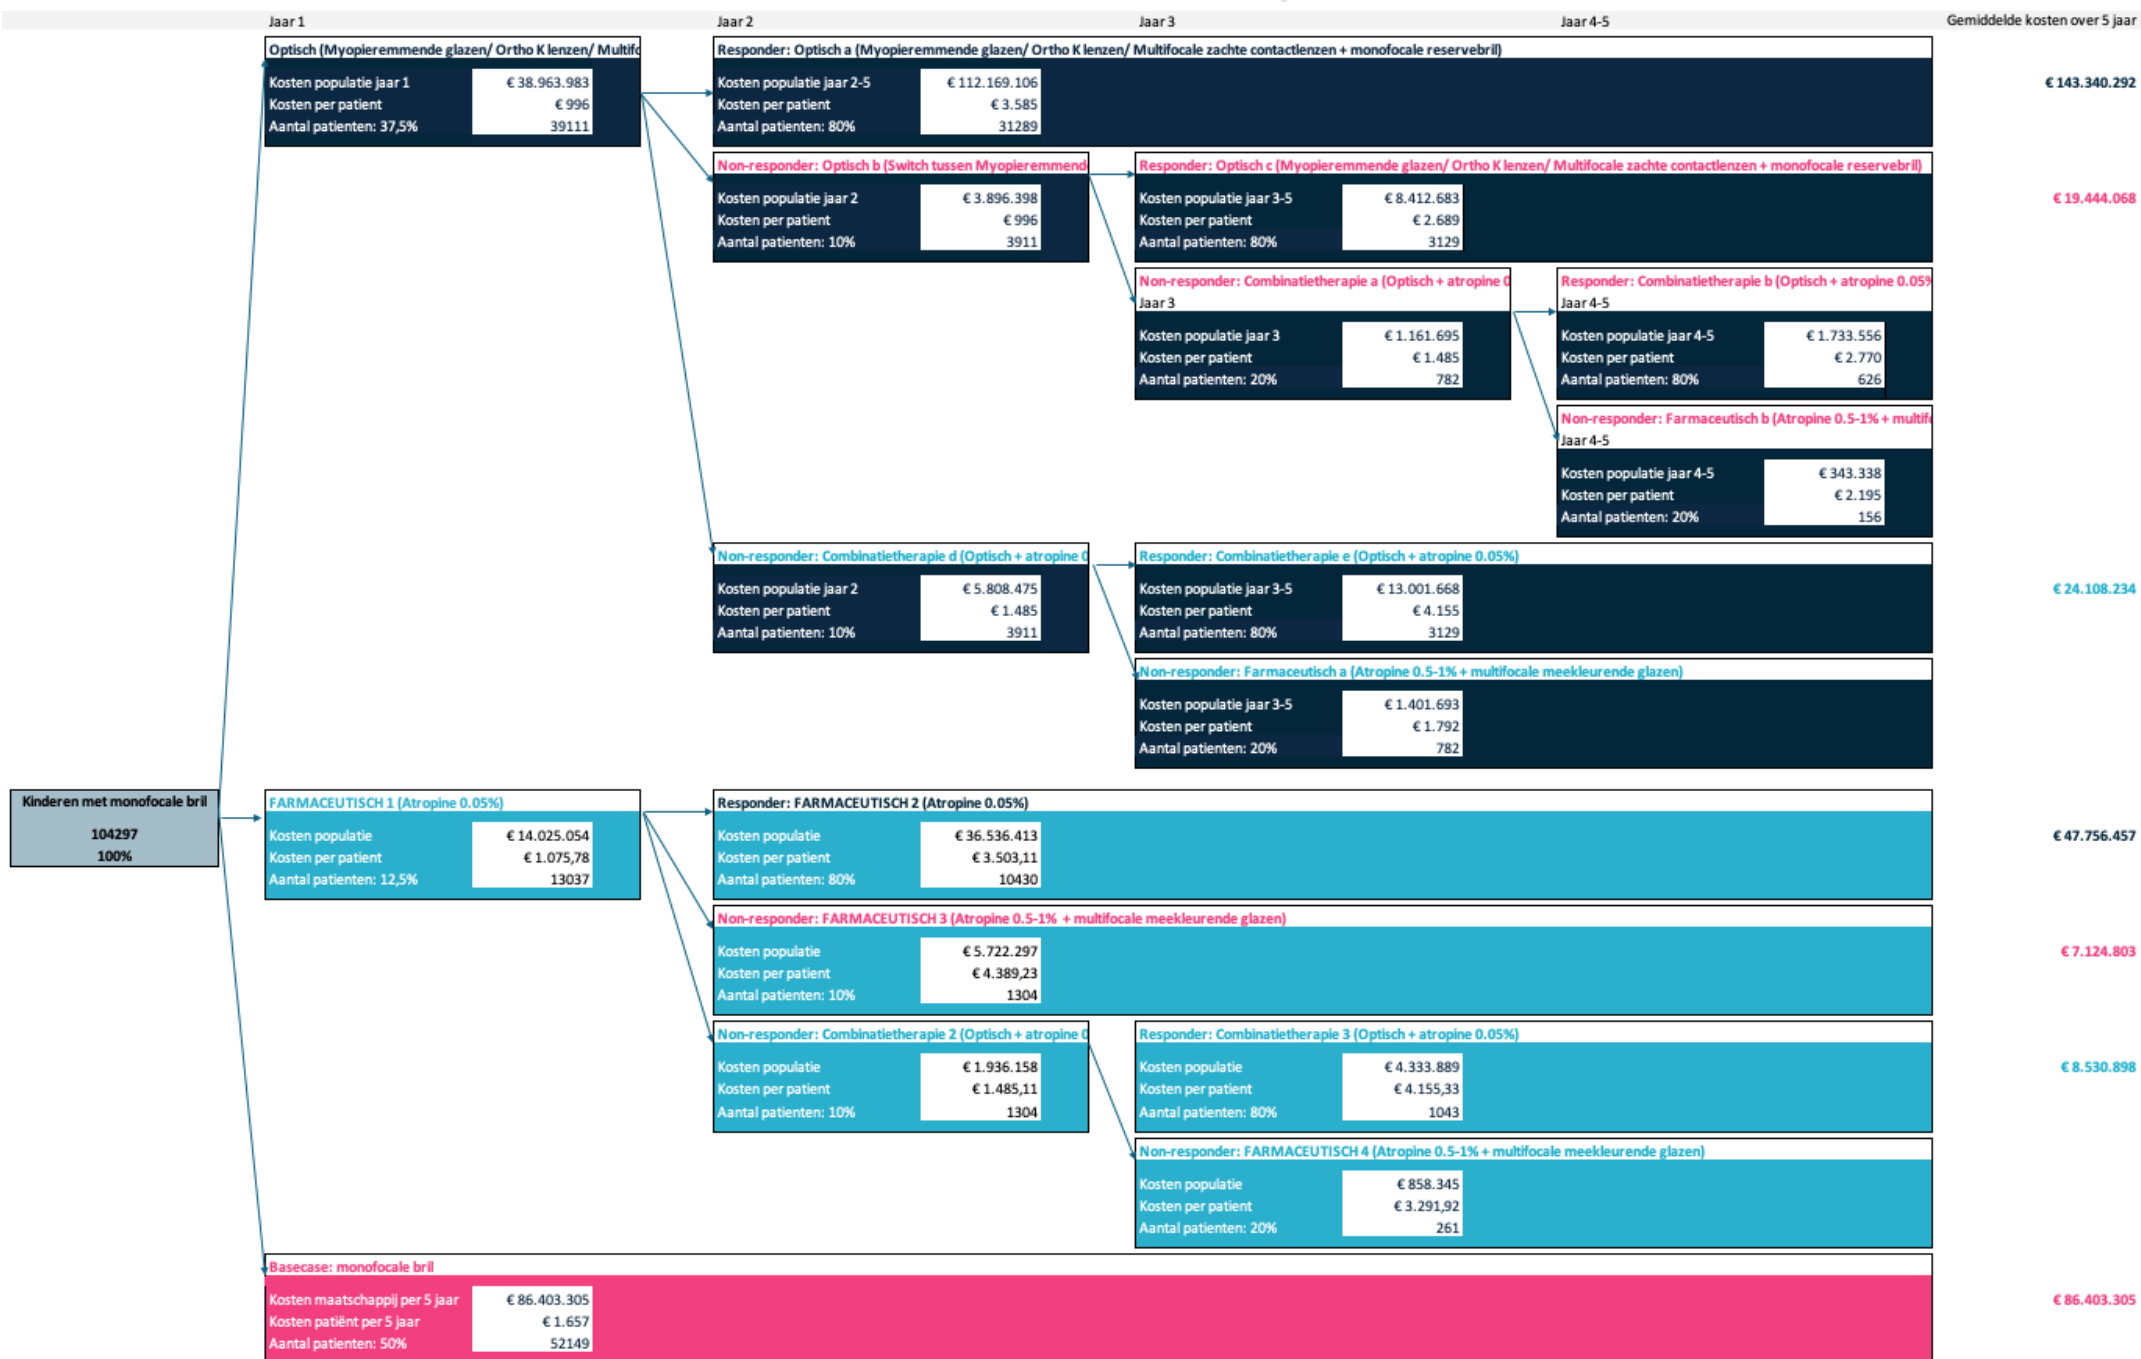 Jaar 1 Jaar 2 Jaar 3 Jaar 4-5 Gemiddelde kosten over 5 jaar
Optisch (Myopieremmende glazen/ Ortho K lenzen/ Multifo
Kosten populatie jaar 1 € 38.963.983
Kosten per patient € 996
Aantal patienten: 37,5% 39111
Responder: Optisch a (Myopieremmende glazen/ Ortho K lenzen/ Multifocale zachte contactlenzen + monofocale reservebril)
Kosten populatie jaar 2-5 € 112.169.106
Kosten per patient € 3.585
Aantal patienten: 80% 31289
€ 143.340.292
Non-responder: Optisch b (Switch tussen Myopieremmend
Kosten populatie jaar 2 € 3.896.398
Kosten per patient € 996
Aantal patienten: 10% 3911
Responder: Optisch c (Myopieremmende glazen/ Ortho K lenzen/ Multifocale zachte contactlenzen + monofocale reservebril)
Kosten populatie jaar 3-5 € 8.412.683
Kosten per patient € 2.689
Aantal patienten: 80% 3129
€ 19.444.068
Non-responder: Combinatietherapie a (Optisch + atropine 0
Jaar 3
Kosten populatie jaar 3 € 1.161.695
Kosten per patient € 1.485
Aantal patienten: 20% 782
Responder: Combinatietherapie b (Optisch + atropine 0.05%
Jaar 4-5
Kosten populatie jaar 4-5 € 1.733.556
Kosten per patient € 2.770
Aantal patienten: 80% 626
Non-responder: Farmaceutisch b (Atropine 0.5-1% + multif
Jaar 4-5
Kosten populatie jaar 4-5 € 343.338
Kosten per patient € 2.195
Aantal patienten: 20% 156
Non-responder: Combinatietherapie d (Optisch + atropine 0
Kosten populatie jaar 2 € 5.808.475
Kosten per patient € 1.485
Aantal patienten: 10% 3911
Responder: Combinatietherapie e (Optisch + atropine 0.05%)
Kosten populatie jaar 3-5 € 13.001.668
Kosten per patient € 4.155
Aantal patienten: 80% 3129
€ 24.108.234
Non-responder: Farmaceutisch a (Atropine 0.5-1% + multifocale meekleurende glazen)
Kosten populatie jaar 3-5 € 1.401.693
Kosten per patient € 1.792
Aantal patienten: 20% 782
Kinderen met monofocale bril
104297
100%
FARMACEUTISCH 1 (Atropine 0.05%)
Kosten populatie € 14.025.054
Kosten per patient € 1.075,78
Aantal patienten: 12,5% 13037
Responder: FARMACEUTISCH 2 (Atropine 0.05%)
Kosten populatie € 36.536.413
Kosten per patient € 3.503,11
Aantal patienten: 80% 10430
€ 47.756.457
Non-responder: FARMACEUTISCH 3 (Atropine 0.5-1% + multifocale meekleurende glazen)
Kosten populatie € 5.722.297
Kosten per patient € 4.389,23
Aantal patienten: 10% 1304
€ 7.124.803
Non-responder: Combinatietherapie 2 (Optisch + atropine 0
Kosten populatie € 1.936.158
Kosten per patient € 1.485,11
Aantal patienten: 10% 1304
Responder: Combinatietherapie 3 (Optisch + atropine 0.05%)
Kosten populatie € 4.333.889
Kosten per patient € 4.155,33
Aantal patienten: 80% 1043
€ 8.530.898
Non-responder: FARMACEUTISCH 4 (Atropine 0.5-1% + multifocale meekleurende glazen)
Kosten populatie € 858.345
Kosten per patient € 3.291,92
Aantal patienten: 20% 261
Basecase: monofocale bril
Kosten maatschappij per 5 jaar € 86.403.305
Kosten patiënt per 5 jaar € 1.657
Aantal patienten: 50% 52149
€ 86.403.305